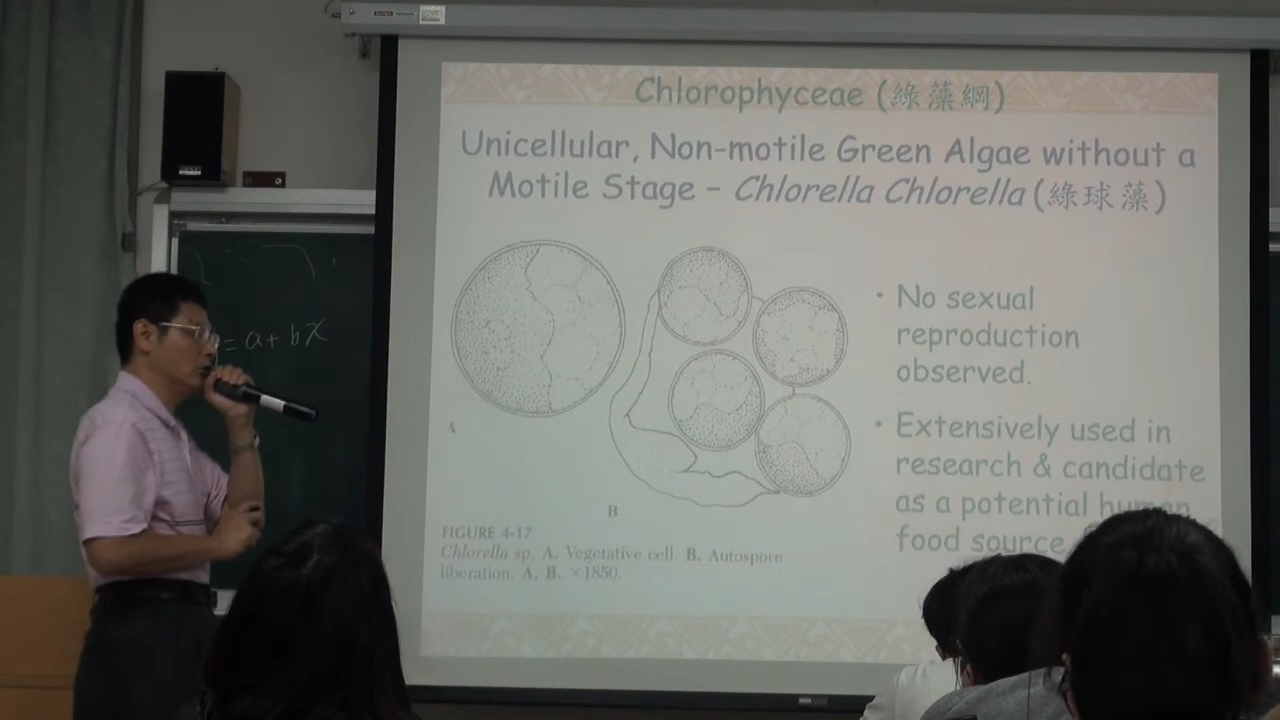 Chlorophyceae (綠藻綱)
Unicellular, Non-motile Green Algae without a
Motile Stage – Chlorella Chlorella (綠球藻)
= a + b x
• No sexual
reproduction
observed.
• Extensively used in
research & candidate
as a potential human
food source
A
B
FIGURE 4-17
Chlorella sp. A. Vegetative cell. B. Autospore
liberation. A, B. ×1850.